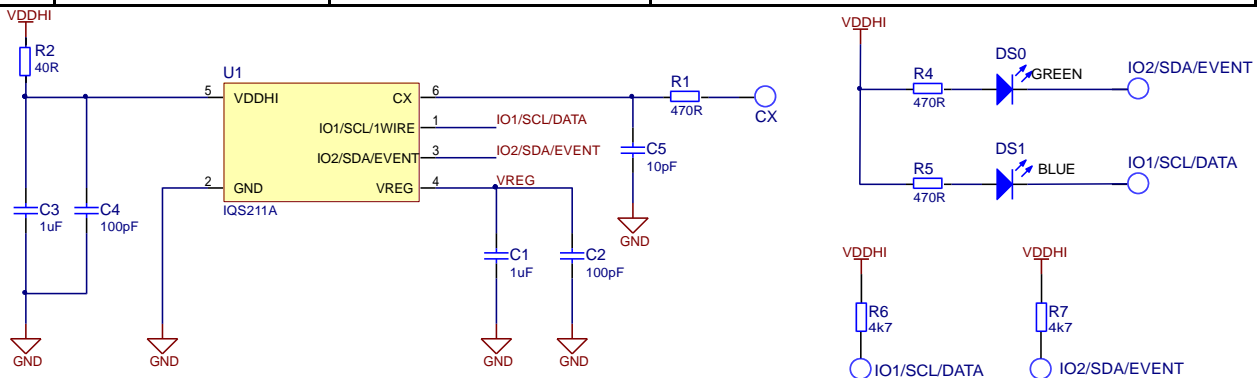 VDDHI
R2
40R
U1
5 VDDHI
CX 6
IO1/SCL/1WIRE 1
IO1/SCL/DATA
IO2/SDA/EVENT 3
IO2/SDA/EVENT
2 GND
VREG 4
VREG
IQS211A
C3
1uF
C4
100pF
GND
GND
C1
1uF
C2
100pF
GND
GND
R1
470R
CX
C5
10pF
GND
VDDHI
R4
470R
DS0
GREEN
IO2/SDA/EVENT
R5
470R
DS1
BLUE
IO1/SCL/DATA
VDDHI
R6
4k7
IO1/SCL/DATA
VDDHI
R7
4k7
IO2/SDA/EVENT